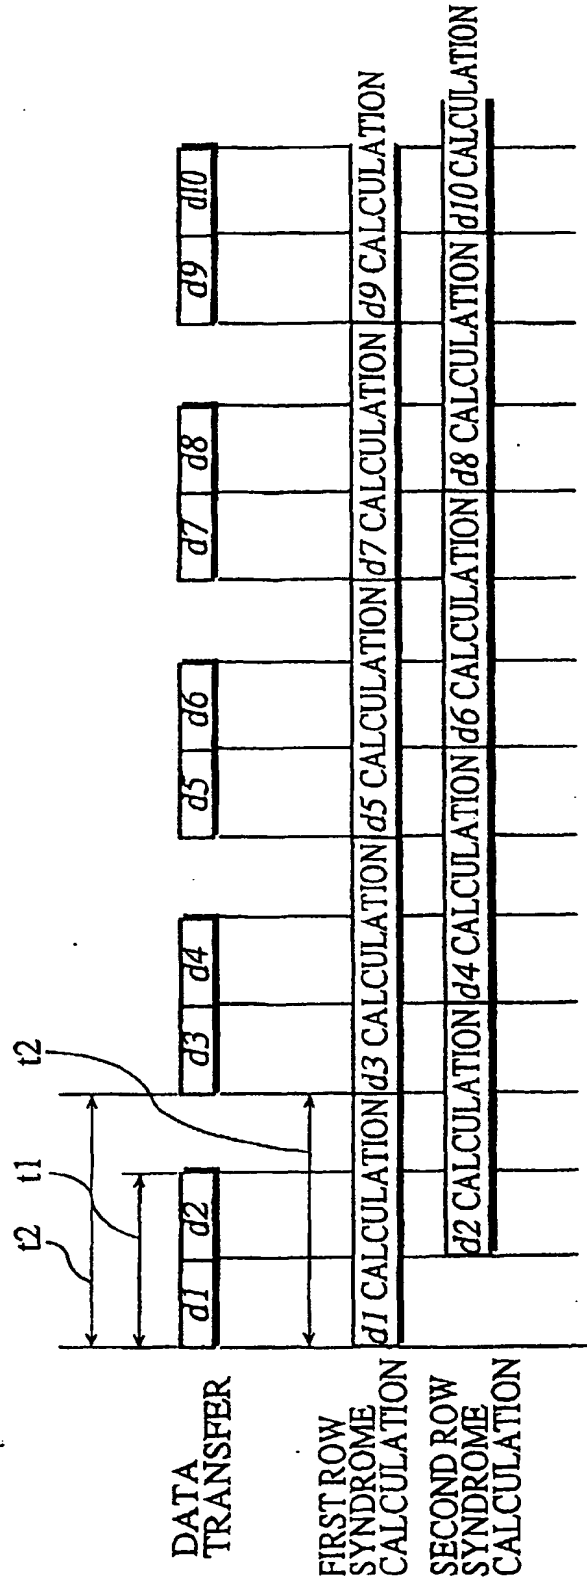 t2
t1
t2
DATA
TRANSFER
d1 d2 d3 d4 d5 d6 d7 d8 d9 d10
FIRST ROW
SYNDROME
CALCULATION
d1 CALCULATION d3 CALCULATION d5 CALCULATION d7 CALCULATION d9 CALCULATION
SECOND ROW
SYNDROME
CALCULATION
d2 CALCULATION d4 CALCULATION d6 CALCULATION d8 CALCULATION d10 CALCULATION